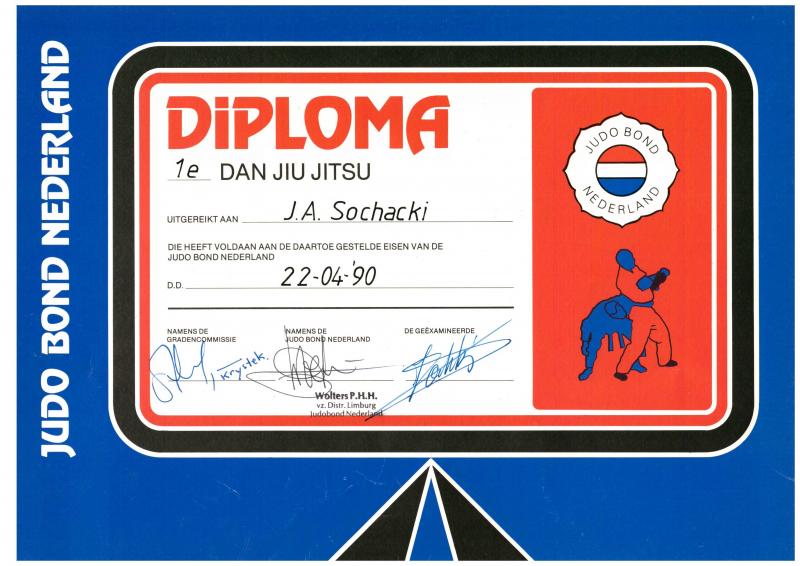 JUDO BOND NEDERLAND
DiPLOMA
1e DAN JIU JITSU
UITGEREIKT AAN J.A. Sochacki
DIE HEEFT VOLDAAN AAN DE DAARTOE GESTELDE EISEN VAN DE
JUDO BOND NEDERLAND
D.D. 22-04-'90
NAMENS DE
GRADENCOMMISSIE
NAMENS DE
JUDO BOND NEDERLAND
DE GEËXAMINEERDE
Krystek.
Wolters P.H.H.
vz. Distr. Limburg
Judobond Nederland
JUDO BOND
NEDERLAND